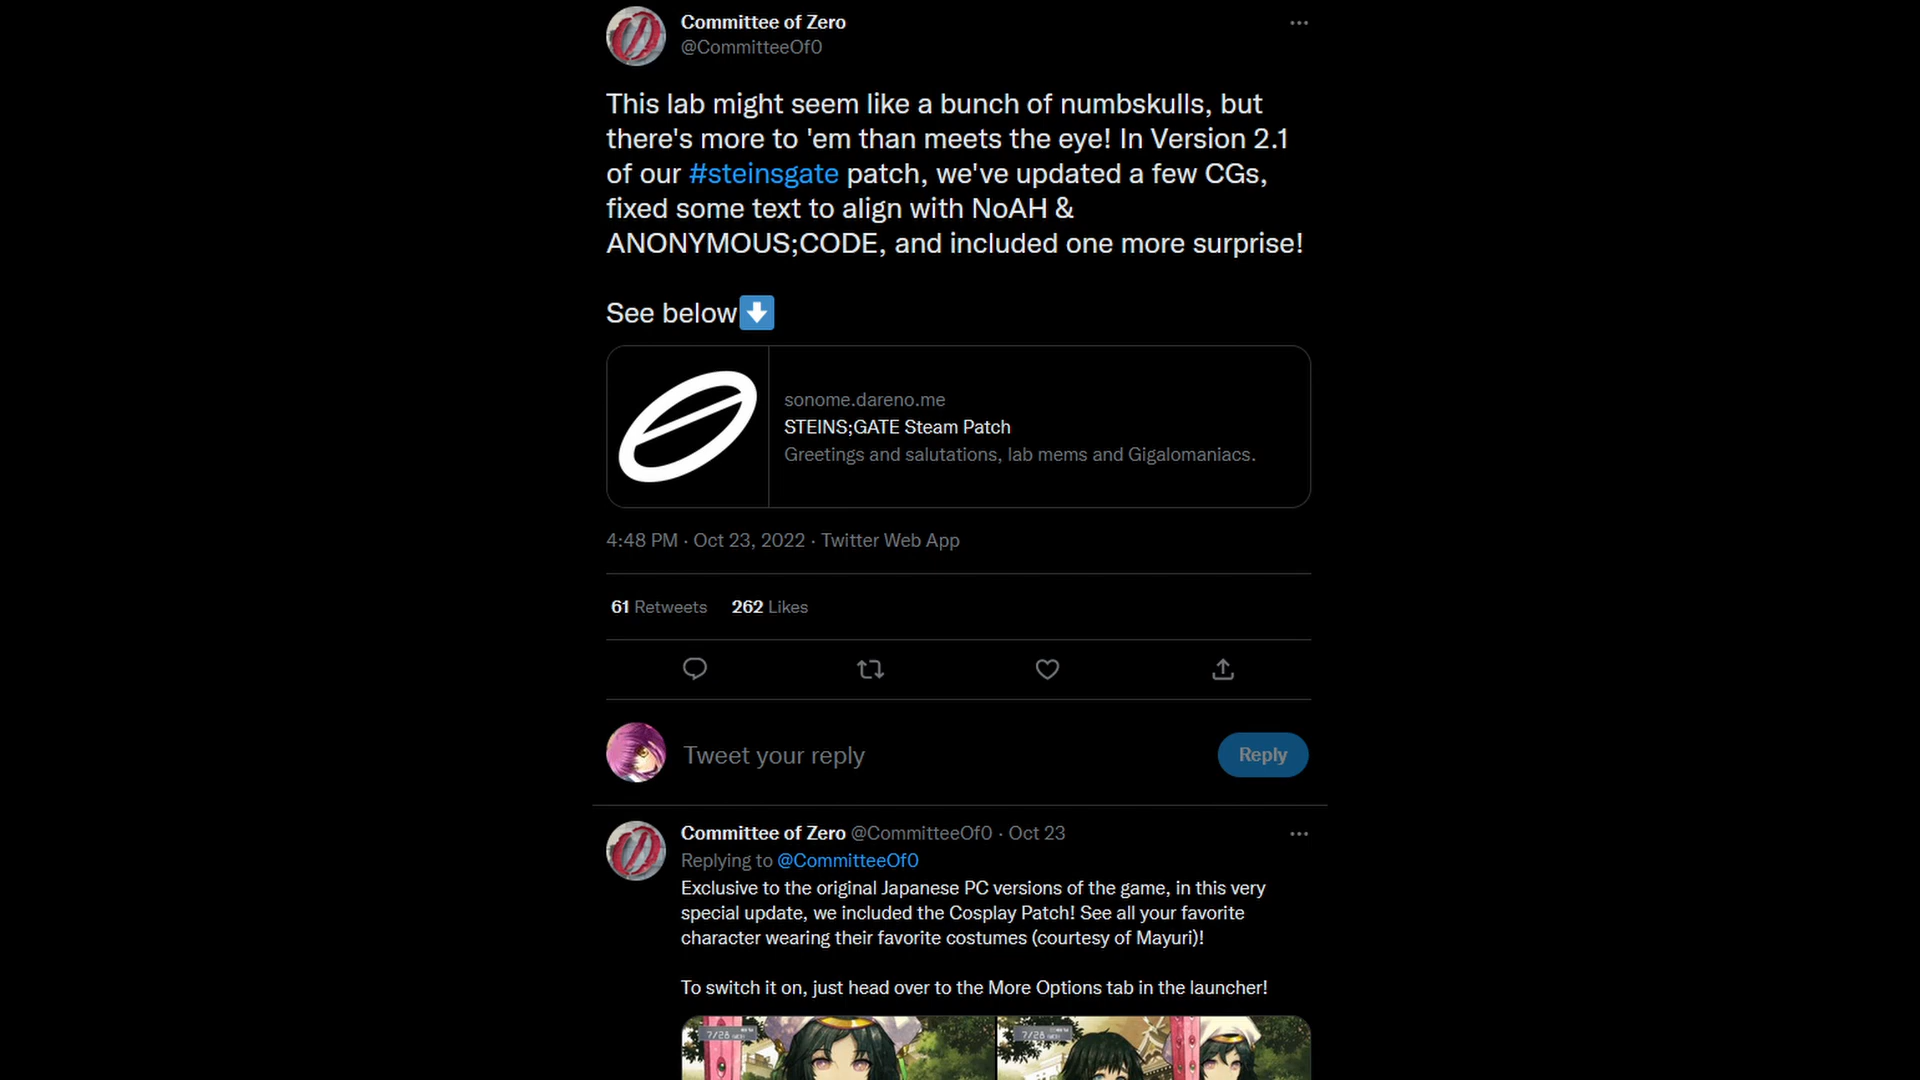 Committee of Zero
@CommitteeOf0
This lab might seem like a bunch of numbskulls, but
there's more to 'em than meets the eye! In Version 2.1
of our #steinsgate patch, we've updated a few CGs,
fixed some text to align with NoAH &
ANONYMOUS;CODE, and included one more surprise!
See below⬇️
sonome.dareno.me
STEINS;GATE Steam Patch
Greetings and salutations, lab mems and Gigalomaniacs.
4:48 PM · Oct 23, 2022 · Twitter Web App
61 Retweets 262 Likes
Tweet your reply
Reply
Committee of Zero @CommitteeOf0 · Oct 23
Replying to @CommitteeOf0
Exclusive to the original Japanese PC versions of the game, in this very
special update, we included the Cosplay Patch! See all your favorite
character wearing their favorite costumes (courtesy of Mayuri)!
To switch it on, just head over to the More Options tab in the launcher!
7/28
7/28